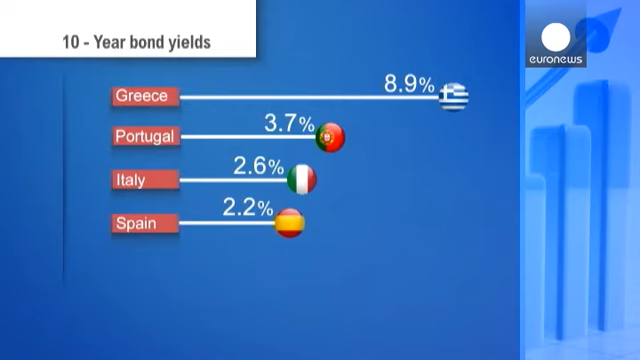 10 - Year bond yields
euronews
Greece 8.9%
Portugal 3.7%
Italy 2.6%
Spain 2.2%